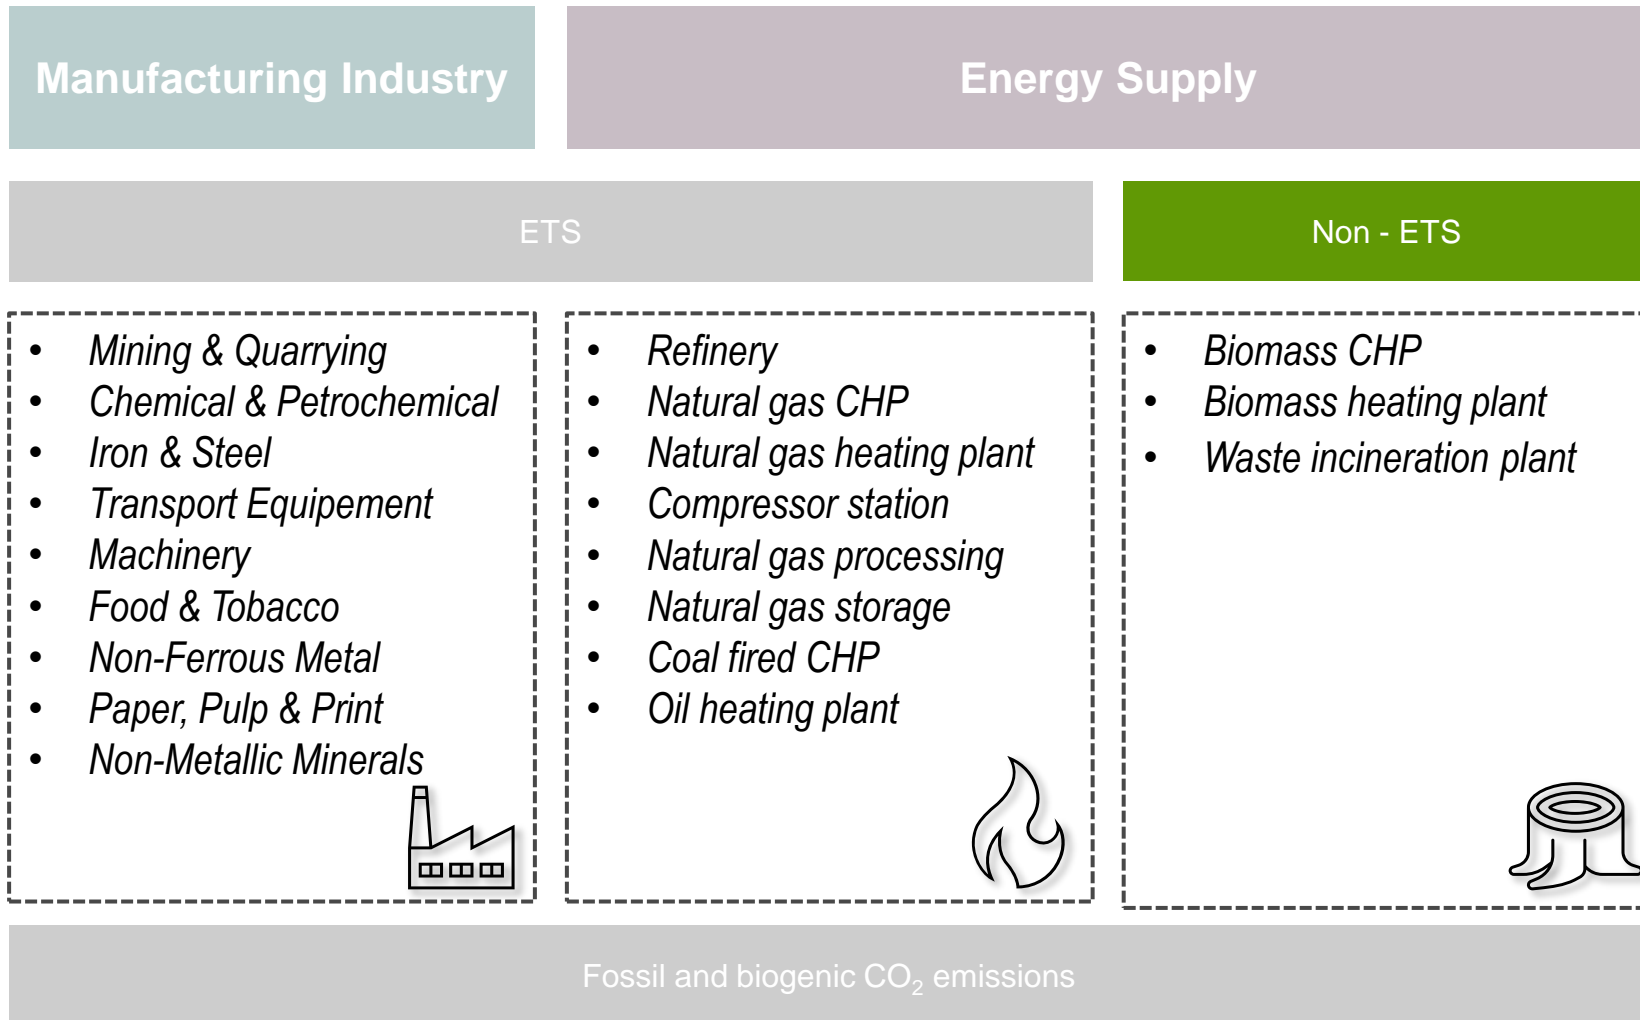 Manufacturing Industry
Energy Supply
ETS
Non - ETS
• Mining & Quarrying
• Chemical & Petrochemical
• Iron & Steel
• Transport Equipement
• Machinery
• Food & Tobacco
• Non-Ferrous Metal
• Paper, Pulp & Print
• Non-Metallic Minerals
• Refinery
• Natural gas CHP
• Natural gas heating plant
• Compressor station
• Natural gas processing
• Natural gas storage
• Coal fired CHP
• Oil heating plant
• Biomass CHP
• Biomass heating plant
• Waste incineration plant
Fossil and biogenic CO₂ emissions